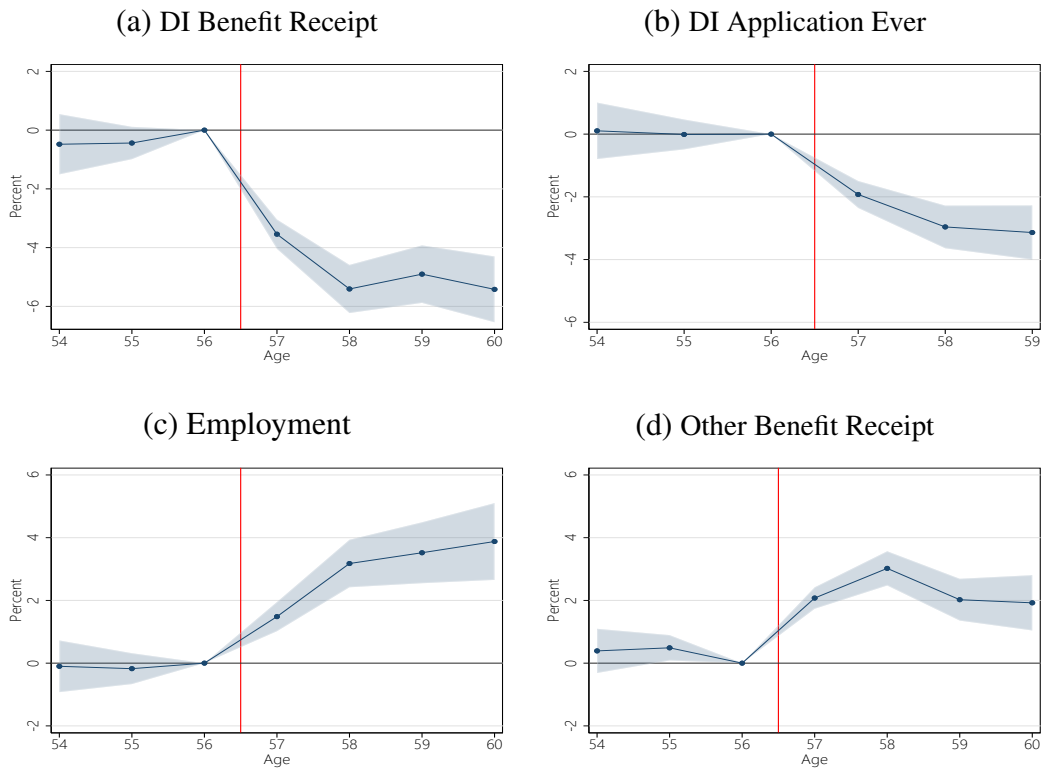 (a) DI Benefit Receipt
2
0
-2
-4
-6
Percent
54 55 56 57 58 59 60
Age
(b) DI Application Ever
2
0
-2
-4
-6
Percent
54 55 56 57 58 59
Age
(c) Employment
6
4
2
0
-2
Percent
54 55 56 57 58 59 60
Age
(d) Other Benefit Receipt
6
4
2
0
-2
Percent
54 55 56 57 58 59 60
Age